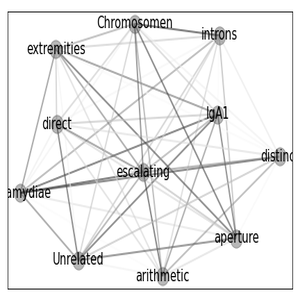 Chromosomen
introns
extremities
IgA1
direct
distinc
escalating
amydiae
aperture
Unrelated
arithmetic